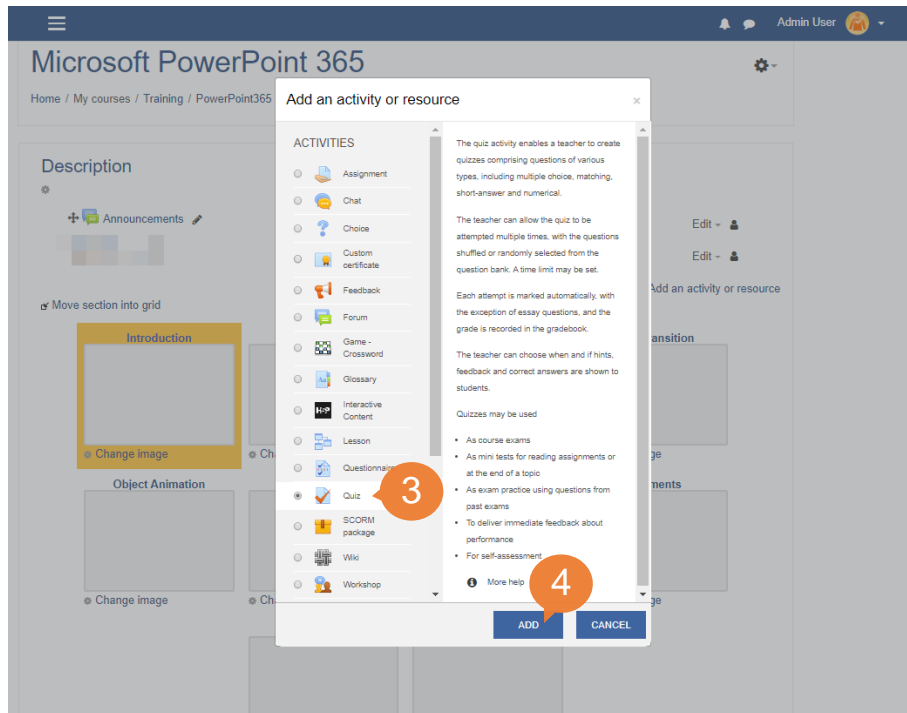 Admin User
Microsoft PowerPoint 365
Home / My courses / Training / PowerPoint365
Add an activity or resource
×
ACTIVITIES
Assignment
Chat
Choice
Custom
certificate
Feedback
Forum
Game -
Crossword
Glossary
H-P
Interactive
Content
Lesson
Questionnaire
Quiz
3
SCORM
package
Wiki
Workshop
The quiz activity enables a teacher to create
quizzes comprising questions of various
types, including multiple choice, matching,
short-answer and numerical.
The teacher can allow the quiz to be
attempted multiple times, with the questions
shuffled or randomly selected from the
question bank. A time limit may be set.
Each attempt is marked automatically, with
the exception of essay questions, and the
grade is recorded in the gradebook.
The teacher can choose when and if hints,
feedback and correct answers are shown to
students.
Quizzes may be used
• As course exams
• As mini tests for reading assignments or
at the end of a topic
• As exam practice using questions from
past exams
• To deliver immediate feedback about
performance
• For self-assessment
More help
4
ADD
CANCEL
Description
Announcements
Edit
Edit
Add an activity or resource
Move section into grid
Introduction
ansition
Change image
Ch
ge
Object Animation
ments
Change image
Ch
ge